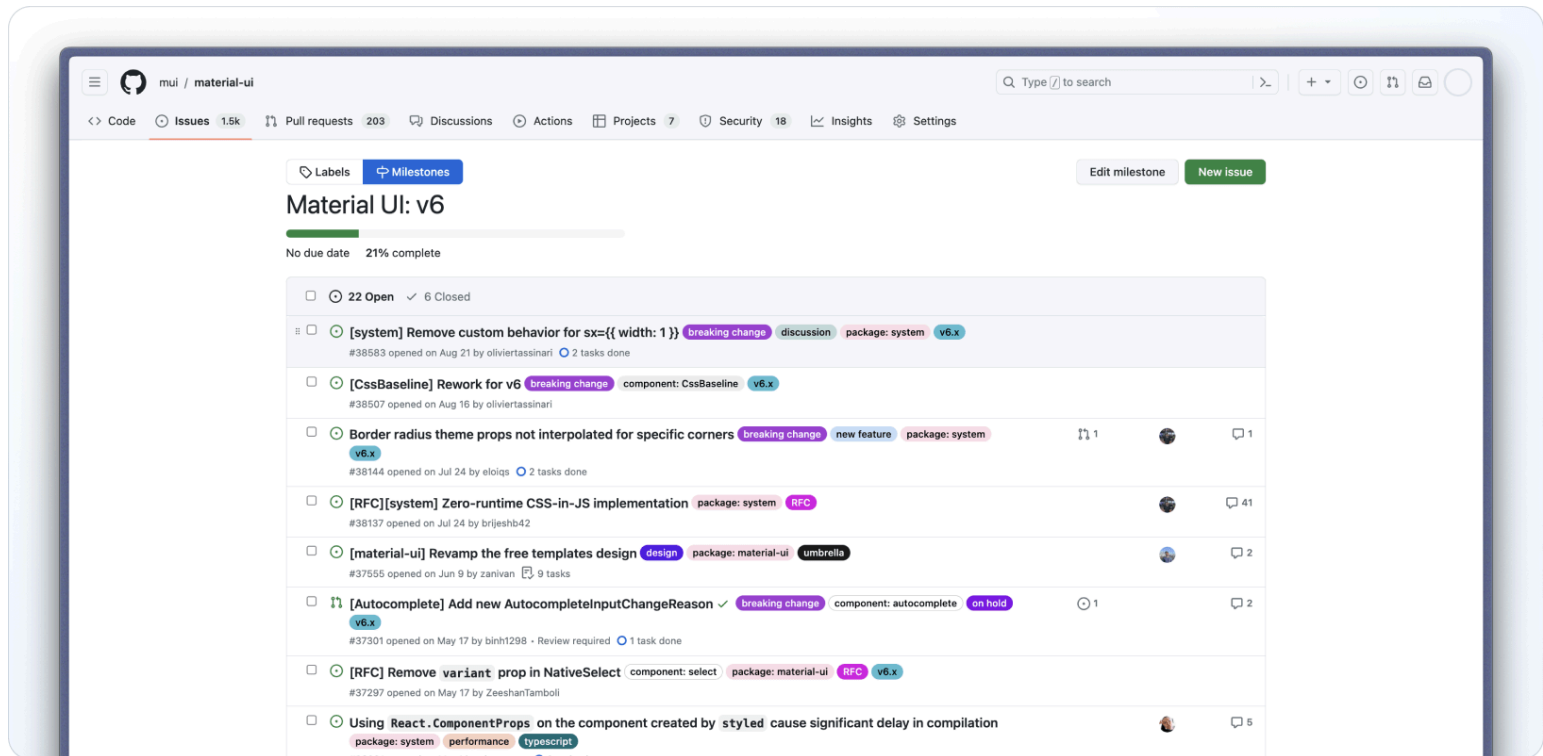 mui / material-ui
Type / to search
Code Issues 1.5k Pull requests 203 Discussions Actions Projects 7 Security 18 Insights Settings
Labels Milestones Edit milestone New issue
Material UI: v6
No due date 21% complete
22 Open 6 Closed
[system] Remove custom behavior for sx={{ width: 1 }} breaking change discussion package: system v6.x
#38583 opened on Aug 21 by oliviertassinari 2 tasks done
[CssBaseline] Rework for v6 breaking change component: CssBaseline v6.x
#38507 opened on Aug 16 by oliviertassinari
Border radius theme props not interpolated for specific corners breaking change new feature package: system 1 1
v6.x
#38144 opened on Jul 24 by eloiqs 2 tasks done
[RFC][system] Zero-runtime CSS-in-JS implementation package: system RFC 41
#38137 opened on Jul 24 by brijeshb42
[material-ui] Revamp the free templates design design package: material-ui umbrella 2
#37555 opened on Jun 9 by zanivan 9 tasks
[Autocomplete] Add new AutocompleteInputChangeReason breaking change component: autocomplete on hold 1 2
v6.x
#37301 opened on May 17 by binh1298 • Review required 1 task done
[RFC] Remove variant prop in NativeSelect component: select package: material-ui RFC v6.x
#37297 opened on May 17 by ZeeshanTamboli
Using React.ComponentProps on the component created by styled cause significant delay in compilation 5
package: system performance typescript